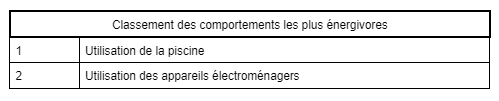 Classement des comportements les plus énergivores
1 Utilisation de la piscine
2 Utilisation des appareils électroménagers